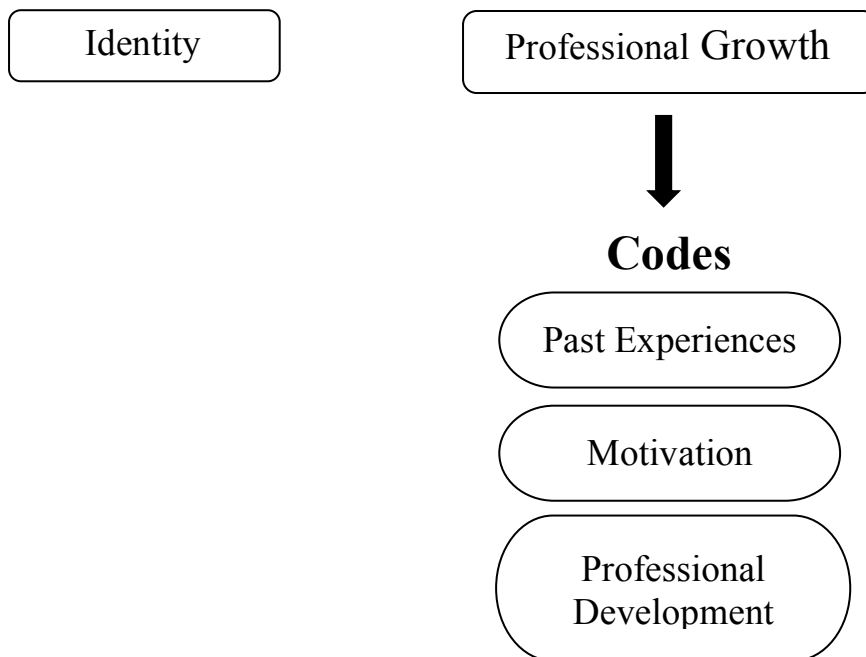 Identity
Professional Growth
Codes
Past Experiences
Motivation
Professional
Development